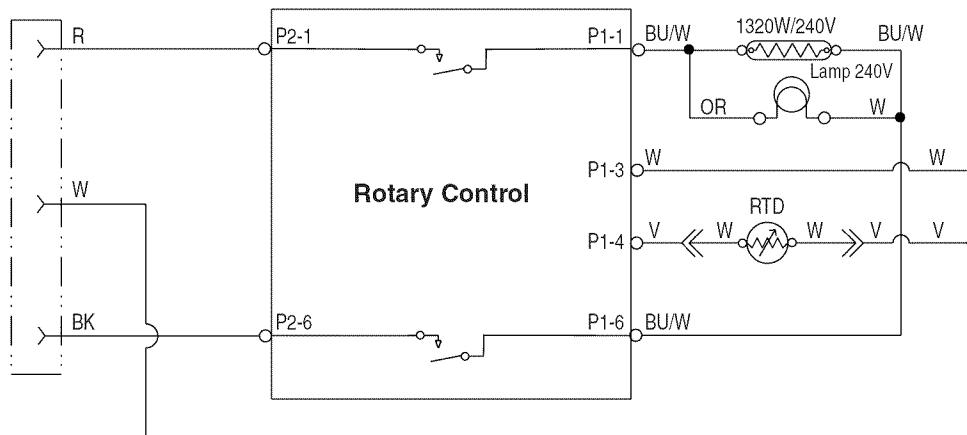 R P2-1 P1-1 BU/W 1320W/240V BU/W
Lamp 240V
OR W
W P1-3 W W
Rotary Control
RTD
P1-4 V W W V V
BK P2-6 P1-6 BU/W